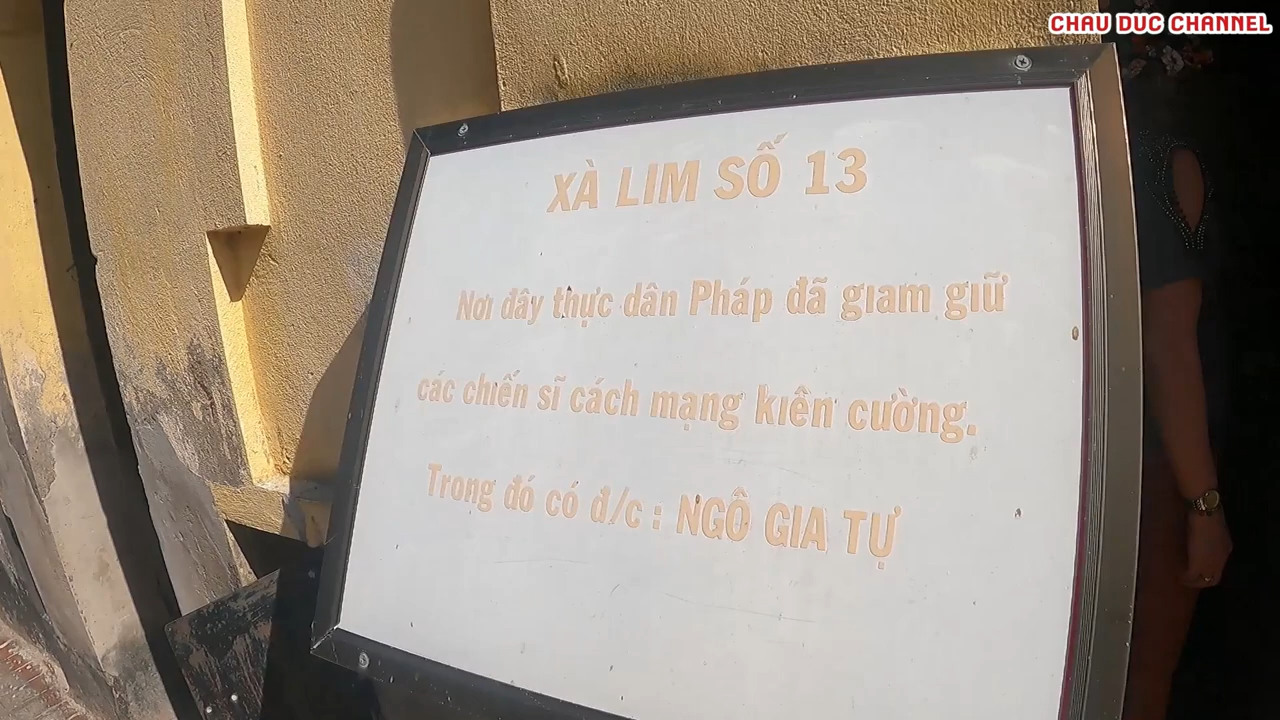 CHAU DUC CHANNEL
XÀ LIM SỐ 13
Nơi đây thực dân Pháp đã giam giữ
các chiến sĩ cách mạng kiên cường.
Trong đó có đ/c : NGÔ GIA TỰ